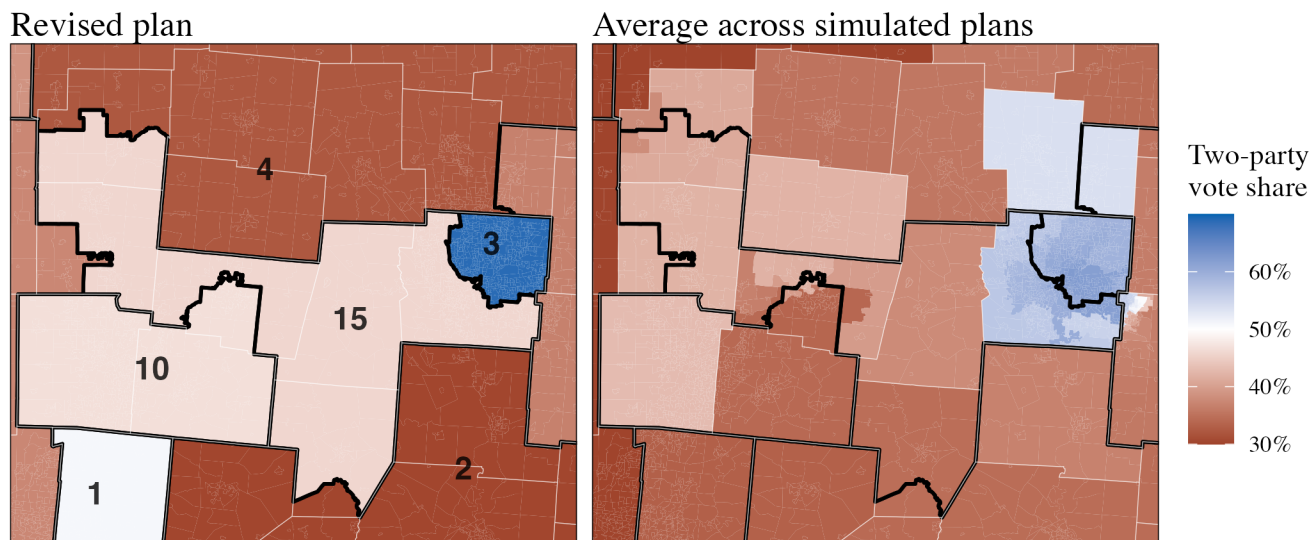 Revised plan
Average across simulated plans
4
3
15
10
2
1
Two-party
vote share
60%
50%
40%
30%